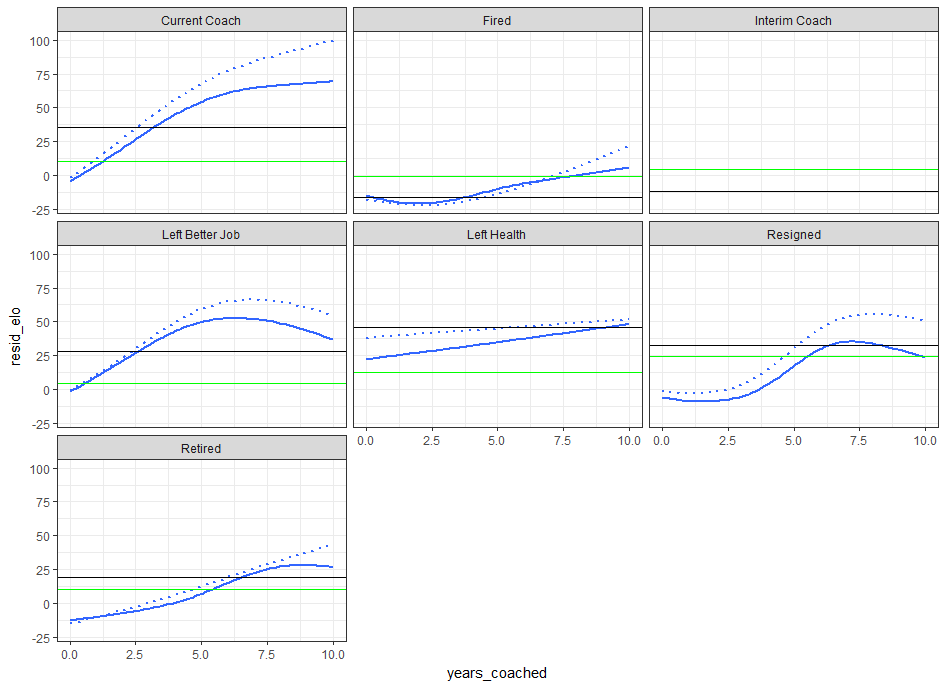 Current Coach
Fired
Interim Coach
100
75
50
25
0
-25
Left Better Job
Left Health
Resigned
100
75
50
25
0
-25
0.0 2.5 5.0 7.5 10.0
0.0 2.5 5.0 7.5 10.0
Retired
100
75
50
25
0
-25
0.0 2.5 5.0 7.5 10.0
resid_elo
years_coached